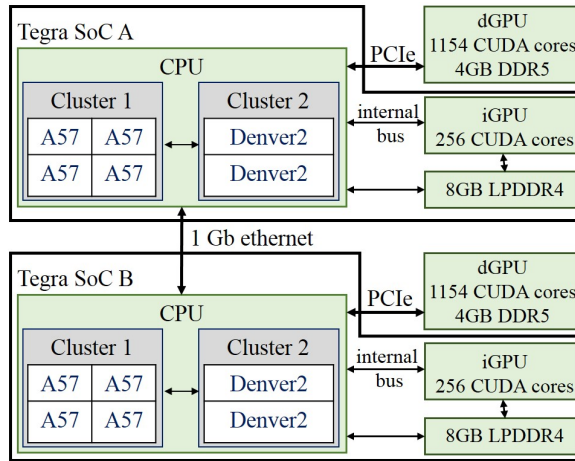 Tegra SoC A
CPU
Cluster 1
A57 A57
A57 A57
Cluster 2
Denver2
Denver2
PCIe
dGPU
1154 CUDA cores
4GB DDR5
internal
bus
iGPU
256 CUDA cores
8GB LPDDR4
1 Gb ethernet
Tegra SoC B
CPU
Cluster 1
A57 A57
A57 A57
Cluster 2
Denver2
Denver2
PCIe
dGPU
1154 CUDA cores
4GB DDR5
internal
bus
iGPU
256 CUDA cores
8GB LPDDR4